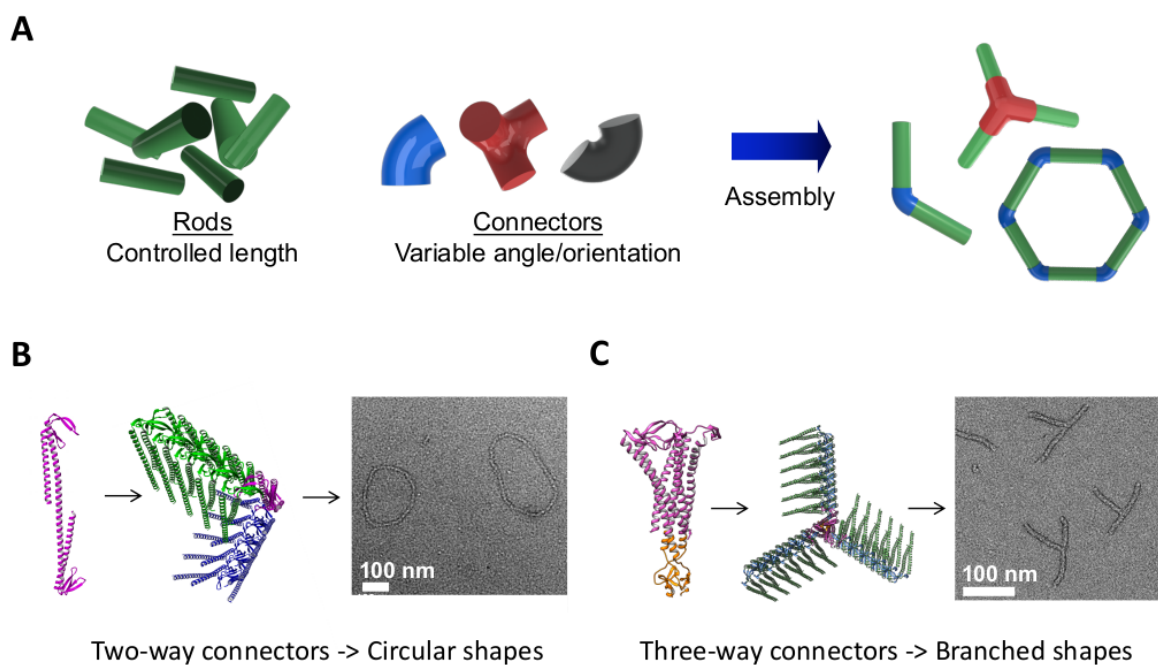 A
Rods
Controlled length
Connectors
Variable angle/orientation
Assembly
B
100 nm
Two-way connectors -> Circular shapes
C
100 nm
Three-way connectors -> Branched shapes